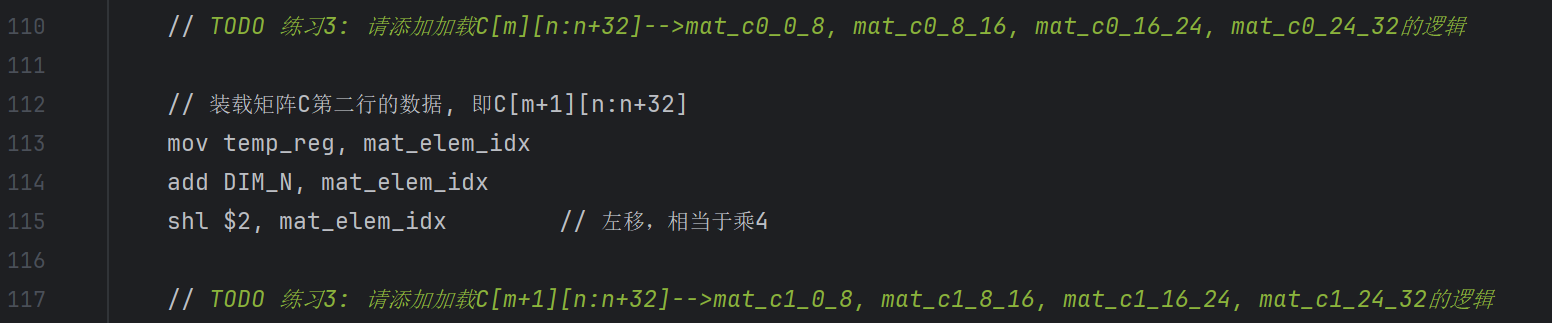 110 // TODO 练习3: 请添加加载C[m][n:n+32]-->mat_c0_0_8, mat_c0_8_16, mat_c0_16_24, mat_c0_24_32的逻辑
111
112 // 装载矩阵C第二行的数据, 即C[m+1][n:n+32]
113 mov temp_reg, mat_elem_idx
114 add DIM_N, mat_elem_idx
115 shl $2, mat_elem_idx // 左移，相当于乘4
116
117 // TODO 练习3: 请添加加载C[m+1][n:n+32]-->mat_c1_0_8, mat_c1_8_16, mat_c1_16_24, mat_c1_24_32的逻辑